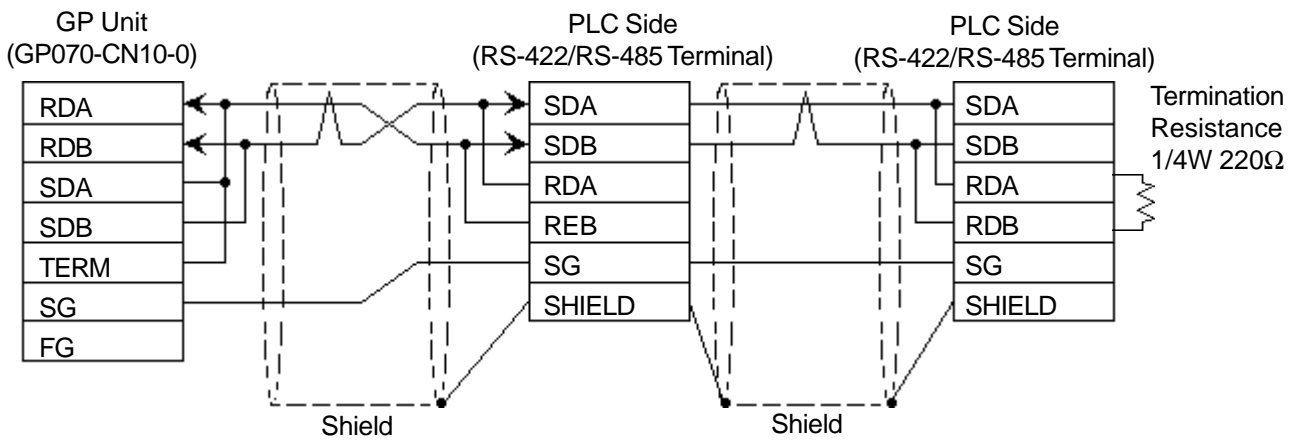 GP Unit
(GP070-CN10-0)
RDA
RDB
SDA
SDB
TERM
SG
FG
Shield
PLC Side
(RS-422/RS-485 Terminal)
SDA
SDB
RDA
REB
SG
SHIELD
Shield
PLC Side
(RS-422/RS-485 Terminal)
SDA
SDB
RDA
RDB
SG
SHIELD
Termination
Resistance
1/4W 220Ω